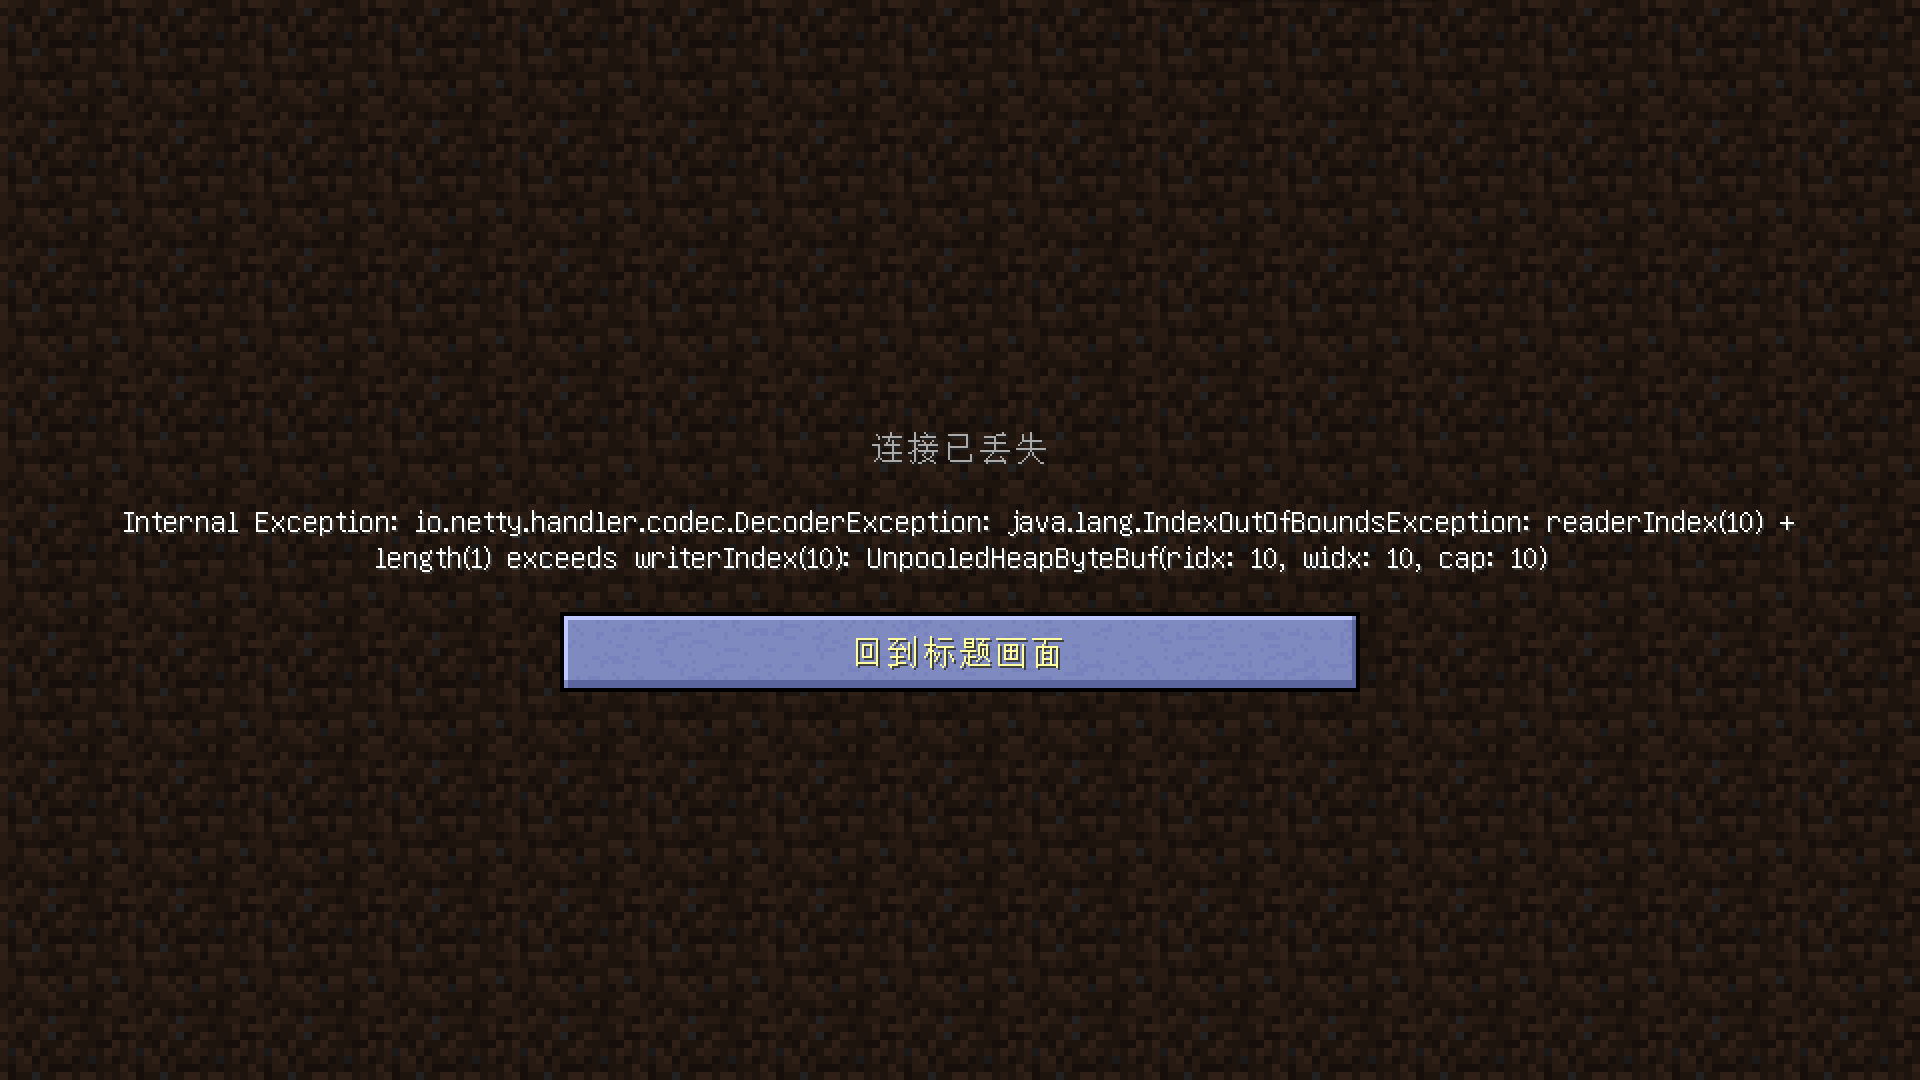 连接已丢失
Internal Exception: io.netty.handler.codec.DecoderException: java.lang.IndexOutOfBoundsException: readerIndex(10) +
length(1) exceeds writerIndex(10): UnpooledHeapByteBuf(ridx: 10, widx: 10, cap: 10)
回到标题画面